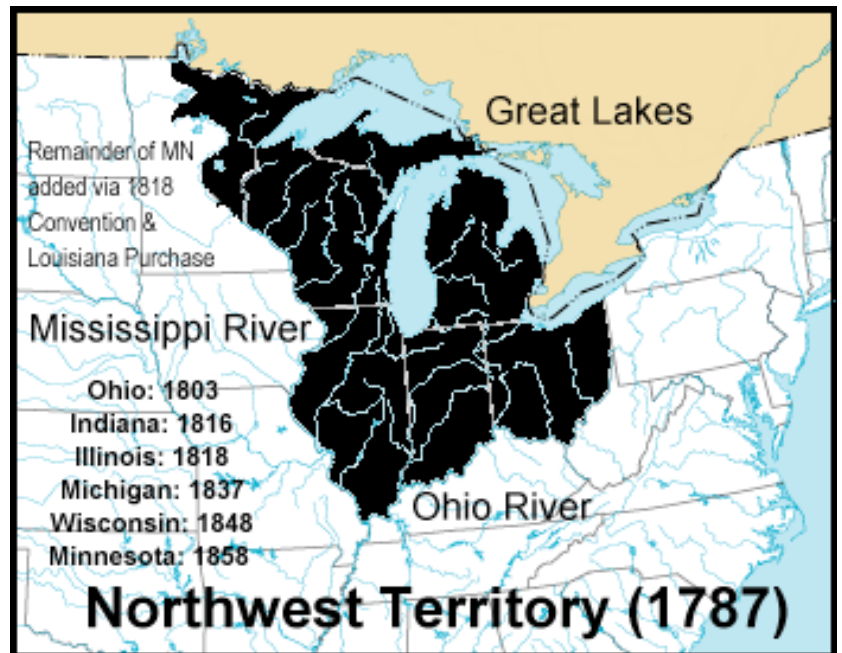 Great Lakes
Remainder of MN
added via 1818
Convention &
Louisiana Purchase
Mississippi River
Ohio: 1803
Indiana: 1816
Illinois: 1818
Michigan: 1837
Wisconsin: 1848
Minnesota: 1858
Ohio River
Northwest Territory (1787)